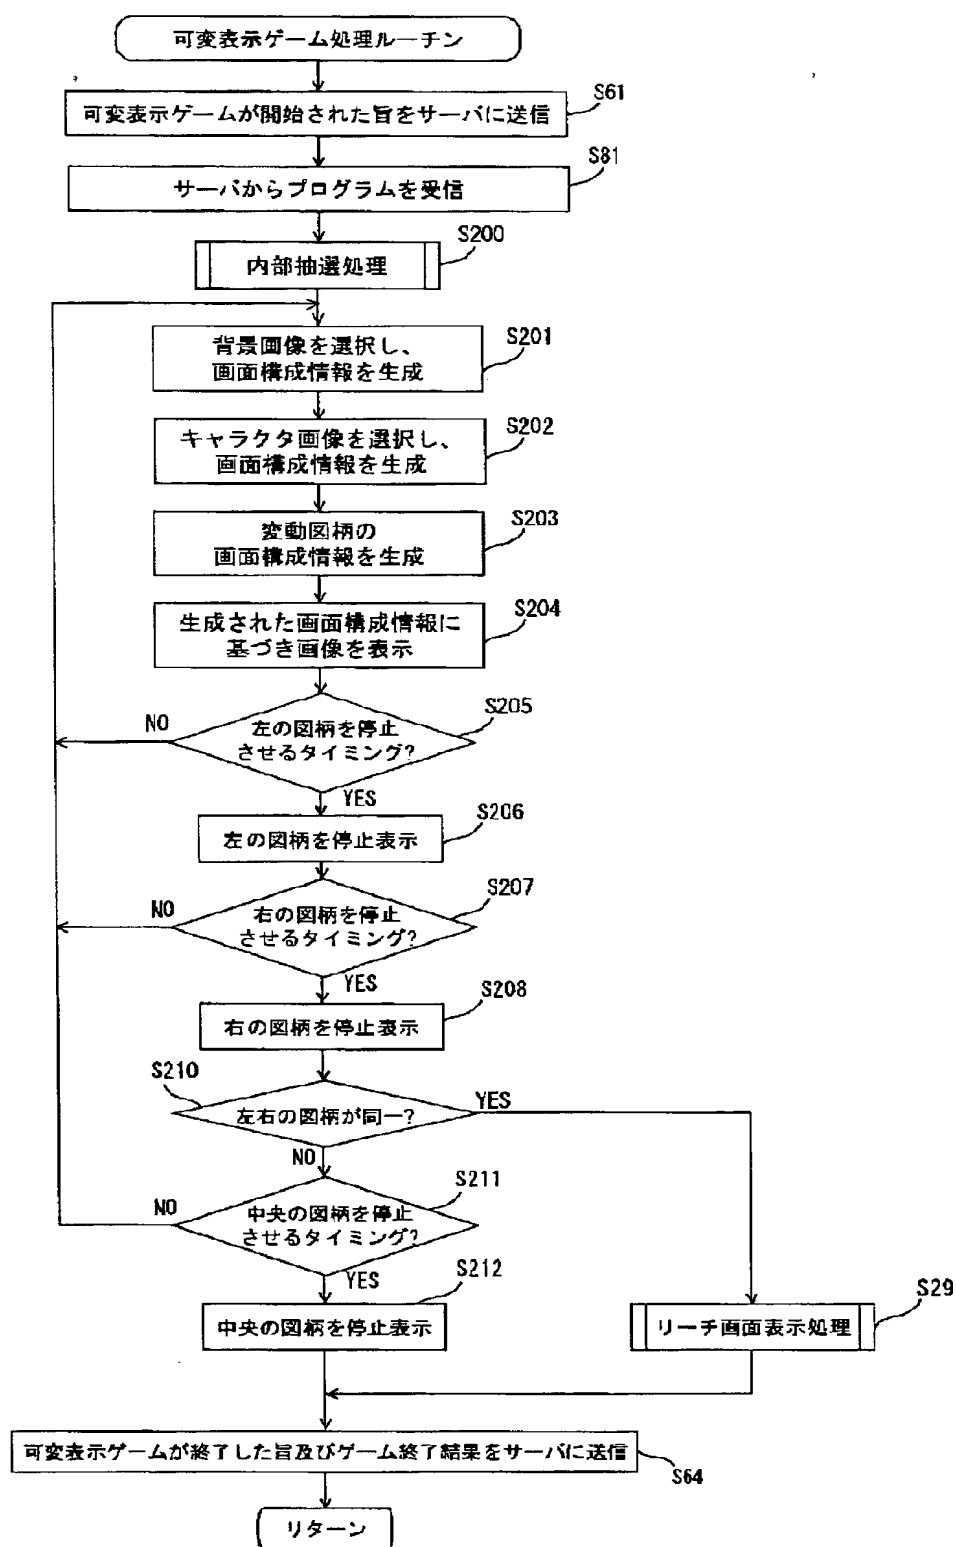 可変表示ゲーム処理ルーチン
S61
可変表示ゲームが開始された旨をサーバに送信
S81
サーバからプログラムを受信
S200
内部抽選処理
S201
背景画像を選択し、
画面構成情報を生成
S202
キャラクタ画像を選択し、
画面構成情報を生成
S203
変動図柄の
画面構成情報を生成
S204
生成された画面構成情報に
基づき画像を表示
S205
NO
左の図柄を停止
させるタイミング?
YES
S206
左の図柄を停止表示
S207
NO
右の図柄を停止
させるタイミング?
YES
S208
右の図柄を停止表示
S210
YES
左右の図柄が同一?
NO
S211
NO
中央の図柄を停止
させるタイミング?
YES
S212
S29
中央の図柄を停止表示
リーチ画面表示処理
可変表示ゲームが終了した旨及びゲーム終了結果をサーバに送信
S64
リターン